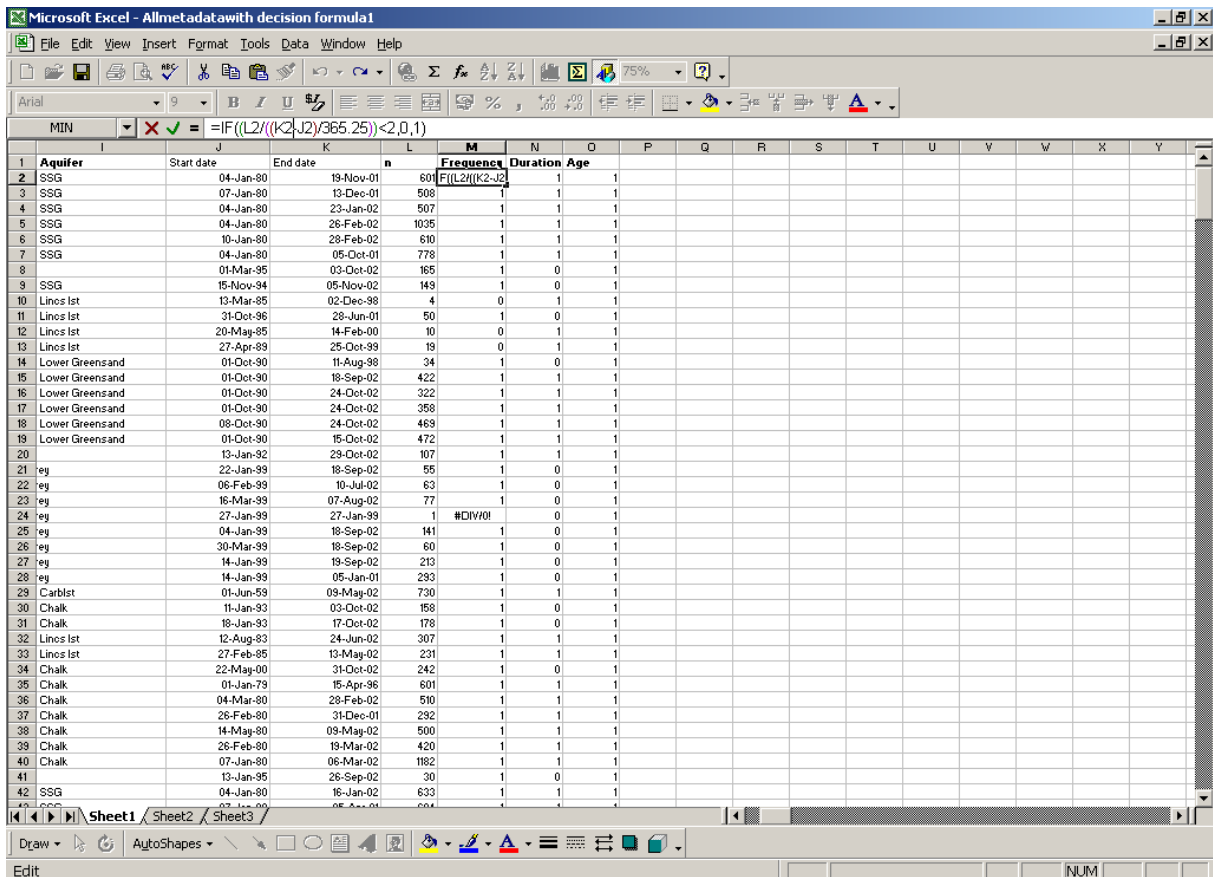 Microsoft Excel - Allmetadatawith decision formula1
File Edit View Insert Format Tools Data Window Help
75%
Arial 9 B I U
MIN =IF((L2/((K2-J2)/365.25))<2,0,1)
I J K L M N O P Q R S T U V W X Y
1 Aquifer Start date End date n Frequency Duration Age
2 SSG 04-Jan-80 19-Nov-01 601 F((L2/((K2-J2 1 1
3 SSG 07-Jan-80 13-Dec-01 508 1 1 1
4 SSG 04-Jan-80 23-Jan-02 507 1 1 1
5 SSG 04-Jan-80 26-Feb-02 1035 1 1 1
6 SSG 10-Jan-80 28-Feb-02 610 1 1 1
7 SSG 04-Jan-80 05-Oct-01 778 1 1 1
8 01-Mar-95 03-Oct-02 165 1 0 1
9 SSG 15-Nov-94 05-Nov-02 149 1 0 1
10 Lincs lst 13-Mar-85 02-Dec-98 4 0 1 1
11 Lincs lst 31-Oct-96 28-Jun-01 50 1 0 1
12 Lincs lst 20-May-85 14-Feb-00 10 0 1 1
13 Lincs lst 27-Apr-89 25-Oct-99 19 0 1 1
14 Lower Greensand 01-Oct-90 11-Aug-98 34 1 0 1
15 Lower Greensand 01-Oct-90 18-Sep-02 422 1 1 1
16 Lower Greensand 01-Oct-90 24-Oct-02 322 1 1 1
17 Lower Greensand 01-Oct-90 24-Oct-02 358 1 1 1
18 Lower Greensand 08-Oct-90 24-Oct-02 469 1 1 1
19 Lower Greensand 01-Oct-90 15-Oct-02 472 1 1 1
20 13-Jan-92 29-Oct-02 107 1 1 1
21 rey 22-Jan-99 18-Sep-02 55 1 0 1
22 rey 06-Feb-99 10-Jul-02 63 1 0 1
23 rey 16-Mar-99 07-Aug-02 77 1 0 1
24 rey 27-Jan-99 27-Jan-99 1 #DIV/0! 0 1
25 rey 04-Jan-99 18-Sep-02 141 1 0 1
26 rey 30-Mar-99 18-Sep-02 60 1 0 1
27 rey 14-Jan-99 19-Sep-02 213 1 0 1
28 rey 14-Jan-99 05-Jan-01 293 1 0 1
29 Carblst 01-Jun-59 09-May-02 730 1 1 1
30 Chalk 11-Jan-93 03-Oct-02 158 1 0 1
31 Chalk 18-Jan-93 17-Oct-02 178 1 0 1
32 Lincs lst 12-Aug-83 24-Jun-02 307 1 1 1
33 Lincs lst 27-Feb-85 13-May-02 231 1 1 1
34 Chalk 22-May-00 31-Oct-02 242 1 0 1
35 Chalk 01-Jan-79 15-Apr-96 601 1 1 1
36 Chalk 04-Mar-80 28-Feb-02 510 1 1 1
37 Chalk 26-Feb-80 31-Dec-01 292 1 1 1
38 Chalk 14-May-80 09-May-02 500 1 1 1
39 Chalk 26-Feb-80 19-Mar-02 420 1 1 1
40 Chalk 07-Jan-80 06-Mar-02 1182 1 1 1
41 13-Jan-95 26-Sep-02 30 1 0 1
42 SSG 04-Jan-80 16-Jan-02 633 1 1 1
Sheet1 Sheet2 Sheet3
Draw AutoShapes
Edit NUM